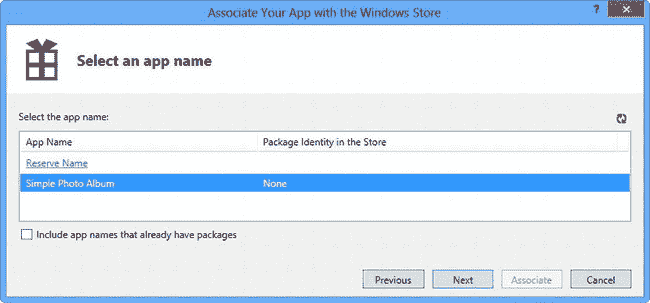 Associate Your App with the Windows Store
?
Select an app name
Select the app name:
App Name Package Identity in the Store
Reserve Name
Simple Photo Album None
Include app names that already have packages
Previous Next Associate Cancel